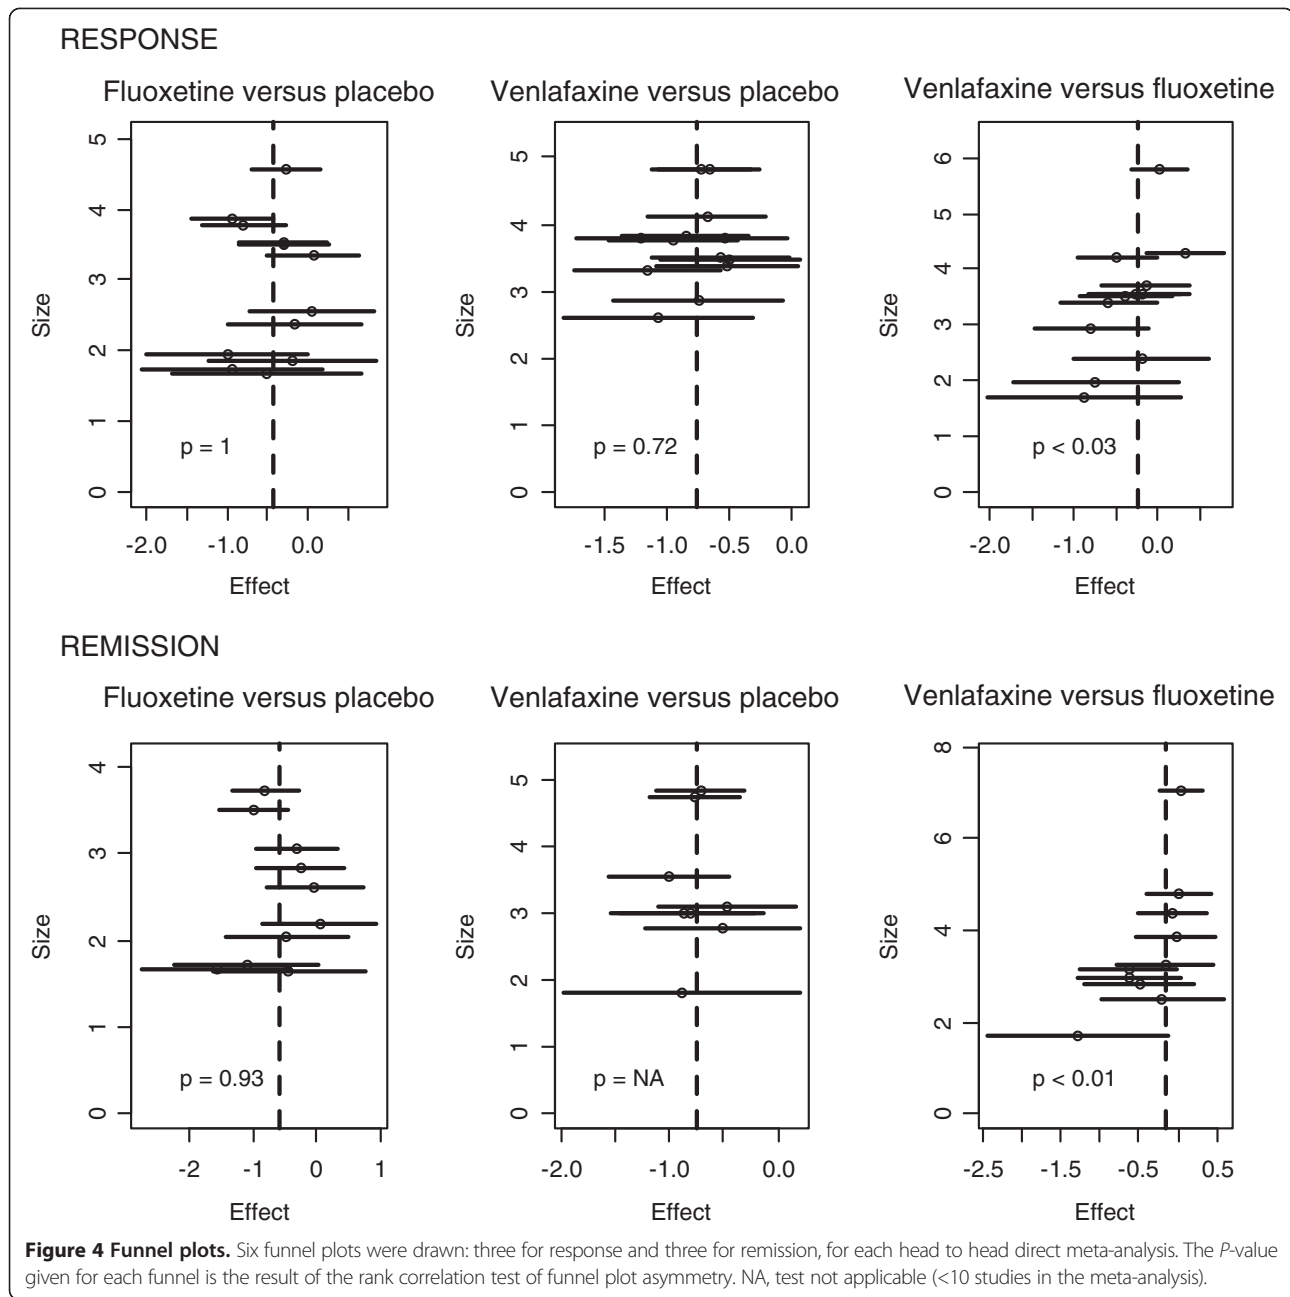 RESPONSE
Fluoxetine versus placebo
Venlafaxine versus placebo
Venlafaxine versus fluoxetine
Size
5
4
3
2
1
0
p = 1
-2.0 -1.0 0.0
Effect
Size
5
4
3
2
1
0
p = 0.72
-1.5 -1.0 -0.5 0.0
Effect
Size
6
5
4
3
2
1
0
p < 0.03
-2.0 -1.0 0.0
Effect
REMISSION
Fluoxetine versus placebo
Venlafaxine versus placebo
Venlafaxine versus fluoxetine
Size
4
3
2
1
0
p = 0.93
-2 -1 0 1
Effect
Size
5
4
3
2
1
0
p = NA
-2.0 -1.0 0.0
Effect
Size
8
6
4
2
0
p < 0.01
-2.5 -1.5 -0.5 0.5
Effect
Figure 4 Funnel plots. Six funnel plots were drawn: three for response and three for remission, for each head to head direct meta-analysis. The P-value
given for each funnel is the result of the rank correlation test of funnel plot asymmetry. NA, test not applicable (<10 studies in the meta-analysis).